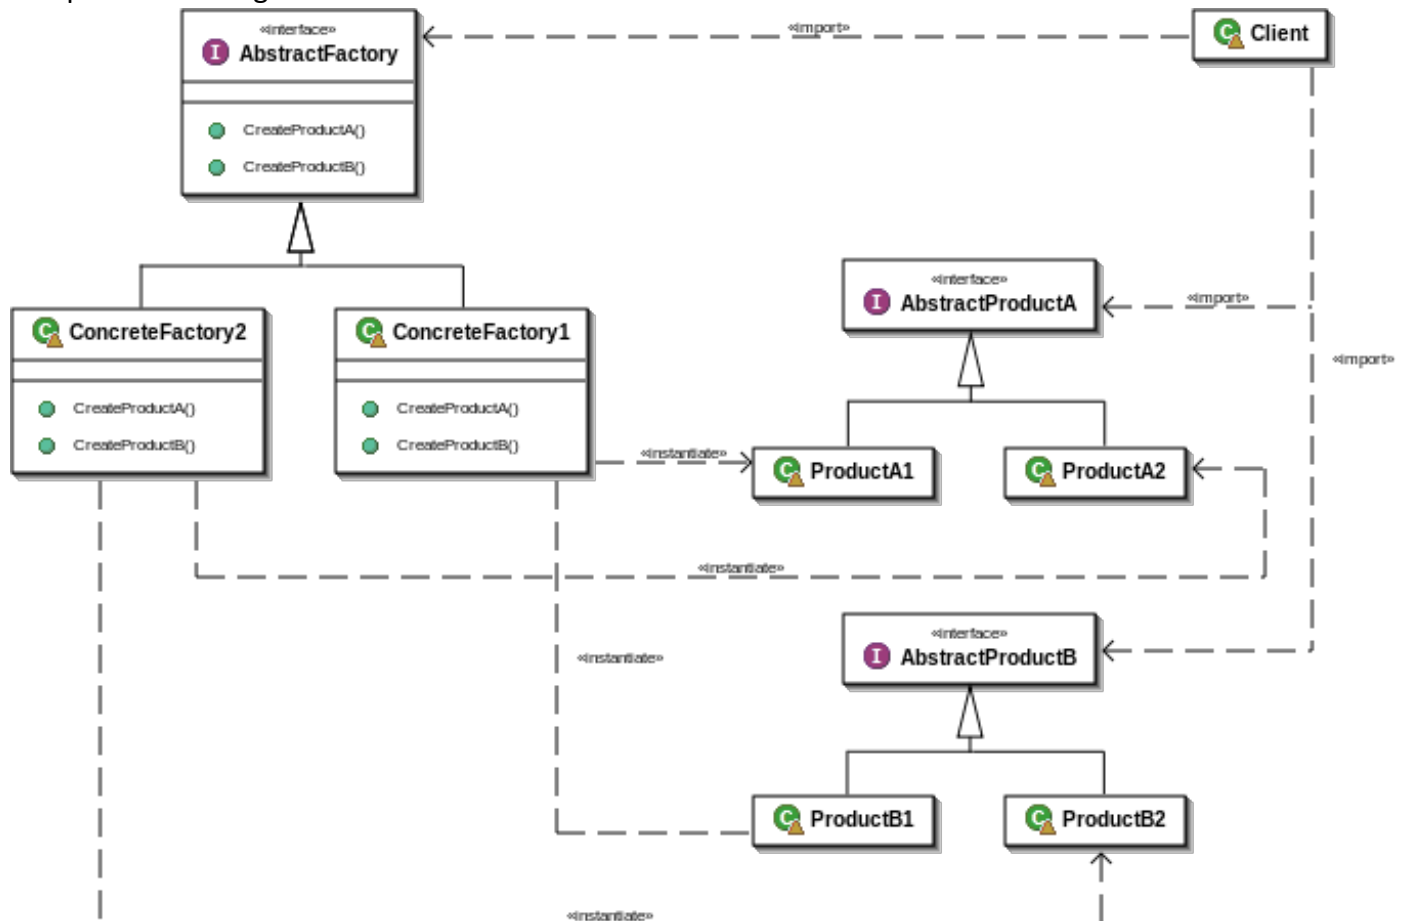 «interface»
I AbstractFactory
CreateProductA()
CreateProductB()
«import»
C Client
C ConcreteFactory2
CreateProductA()
CreateProductB()
C ConcreteFactory1
CreateProductA()
CreateProductB()
«interface»
I AbstractProductA
«import»
«import»
«instantiate»
C ProductA1
C ProductA2
«instantiate»
«interface»
I AbstractProductB
«instantiate»
C ProductB1
C ProductB2
«instantiate»